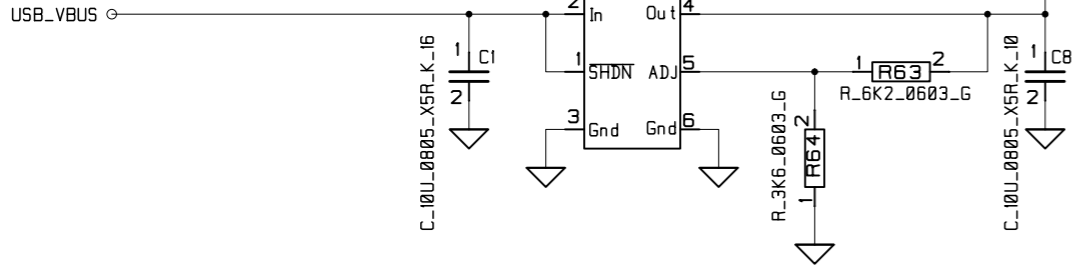 USB_VBUS
2
In
Out
4
C_10U_0805_X5R_K_16
1
C1
2
1
SHDN
ADJ
5
3
Gnd
Gnd
6
1
R63
2
R_6K2_0603_G
R_3K6_0603_G
2
R64
1
C_10U_0805_X5R_K_10
1
C8
2